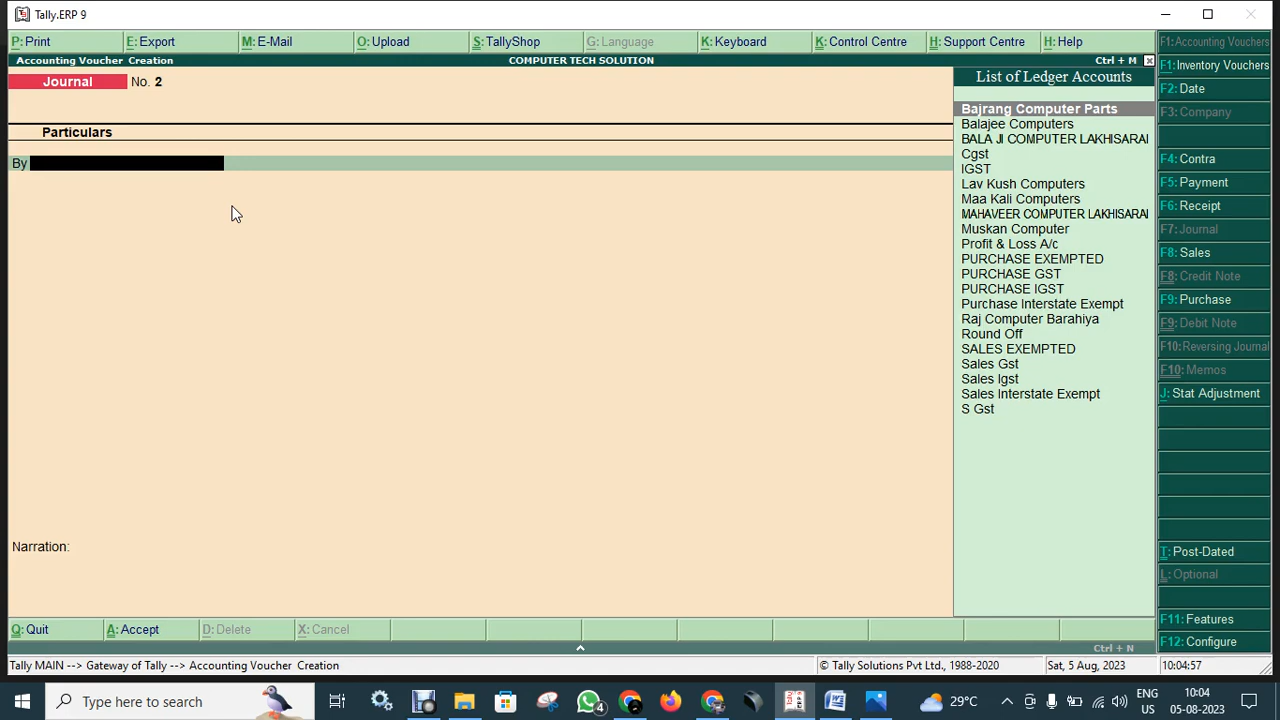 Tally.ERP 9
P: Print E: Export M: E-Mail O: Upload S: TallyShop G: Language K: Keyboard K: Control Centre H: Support Centre H: Help
Accounting Voucher Creation COMPUTER TECH SOLUTION Ctrl + M
Journal No. 2
Particulars
By
Narration:
List of Ledger Accounts
Bajrang Computer Parts
Balajee Computers
BALA JI COMPUTER LAKHISARAI
Cgst
IGST
Lav Kush Computers
Maa Kali Computers
MAHAVEER COMPUTER LAKHISARAI
Muskan Computer
Profit & Loss A/c
PURCHASE EXEMPTED
PURCHASE GST
PURCHASE IGST
Purchase Interstate Exempt
Raj Computer Barahiya
Round Off
SALES EXEMPTED
Sales Gst
Sales Igst
Sales Interstate Exempt
S Gst
F1: Accounting Vouchers
F1: Inventory Vouchers
F2: Date
F3: Company
F4: Contra
F5: Payment
F6: Receipt
F7: Journal
F8: Sales
F8: Credit Note
F9: Purchase
F9: Debit Note
F10: Reversing Journal
F10: Memos
J: Stat Adjustment
T: Post-Dated
L: Optional
F11: Features
F12: Configure
Q: Quit A: Accept D: Delete X: Cancel
Ctrl + N
Tally MAIN --> Gateway of Tally --> Accounting Voucher Creation © Tally Solutions Pvt Ltd., 1988-2020 Sat, 5 Aug, 2023 10:04:57
Type here to search 4 29°C ENG US 10:04 05-08-2023